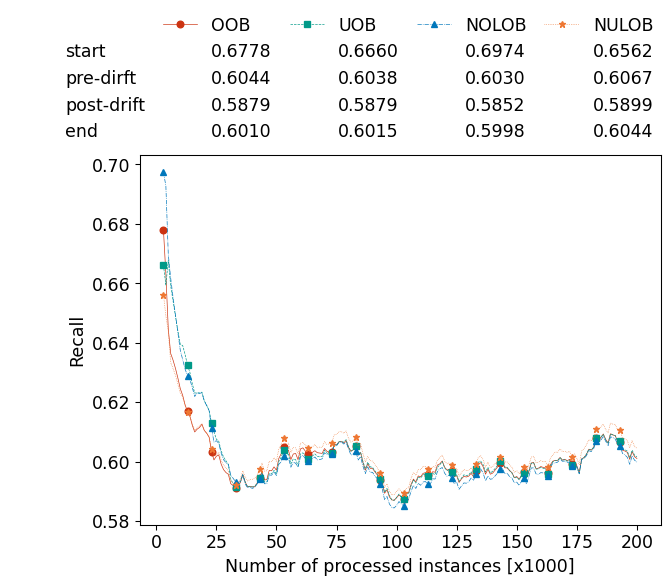 OOB UOB NOLOB NULOB
start 0.6778 0.6660 0.6974 0.6562
pre-dirft 0.6044 0.6038 0.6030 0.6067
post-drift 0.5879 0.5879 0.5852 0.5899
end 0.6010 0.6015 0.5998 0.6044
0.70
0.68
0.66
0.64
0.62
0.60
0.58
Recall
0 25 50 75 100 125 150 175 200
Number of processed instances [x1000]